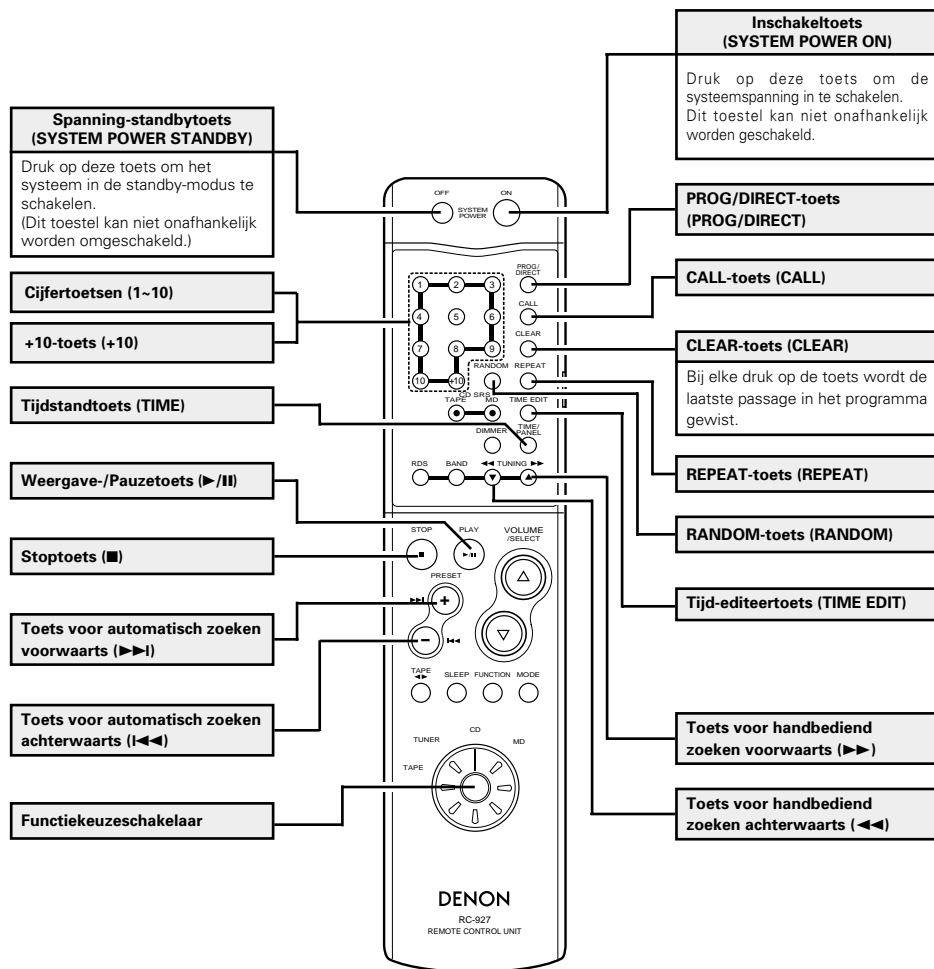 Inschakeltoets
(SYSTEM POWER ON)
Druk op deze toets om de
systeemspanning in te schakelen.
Dit toestel kan niet onafhankelijk
worden geschakeld.
Spanning-standbytoets
(SYSTEM POWER STANDBY)
Druk op deze toets om het
systeem in de standby-modus te
schakelen.
(Dit toestel kan niet onafhankelijk
worden omgeschakeld.)
Cijfertoetsen (1~10)
+10-toets (+10)
Tijdstandtoets (TIME)
Weergave-/Pauzetoets (►/II)
Stoptoets (■)
Toets voor automatisch zoeken
voorwaarts (►►I)
Toets voor automatisch zoeken
achterwaarts (I◄◄)
Functiekeuzeschakelaar
OFF
ON
SYSTEM
POWER
PROG/
DIRECT
1 2 3
CALL
4 5 6
CLEAR
7 8 9
RANDOM REPEAT
10 +10
CD SRS
TAPE MD TIME EDIT
DIMMER TIME/
PANEL
RDS BAND ◄◄ TUNING ►►
▼ ▲
STOP PLAY VOLUME
/SELECT
■ ►/II
△
PRESET
►►I +
▽
− I◄◄
TAPE
◄►
SLEEP FUNCTION MODE
CD
TUNER MD
TAPE
DENON
RC-927
REMOTE CONTROL UNIT
PROG/DIRECT-toets
(PROG/DIRECT)
CALL-toets (CALL)
CLEAR-toets (CLEAR)
Bij elke druk op de toets wordt de
laatste passage in het programma
gewist.
REPEAT-toets (REPEAT)
RANDOM-toets (RANDOM)
Tijd-editeertoets (TIME EDIT)
Toets voor handbediend
zoeken voorwaarts (►►)
Toets voor handbediend
zoeken achterwaarts (◄◄)